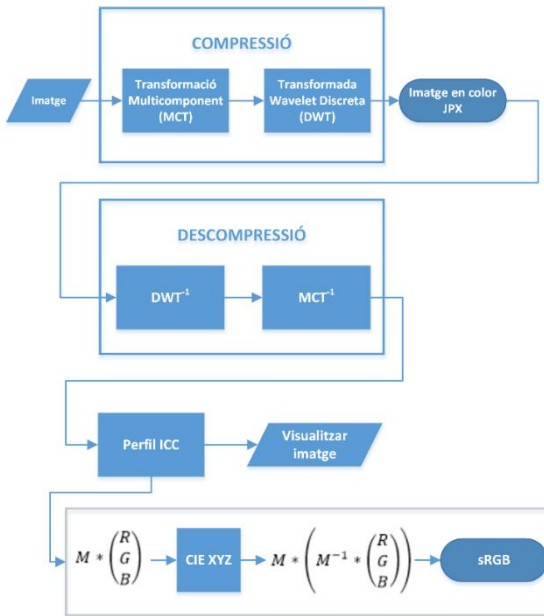 COMPRESSIÓ
Imatge
Transformació
Multicomponent
(MCT)
Transformada
Wavelet Discreta
(DWT)
Imatge en color
JPX
DESCOMPRESSIÓ
DWT⁻¹
MCT⁻¹
Perfil ICC
Visualitzar
imatge
M * (R G B)
CIE XYZ
M * (M⁻¹ * (R G B))
sRGB